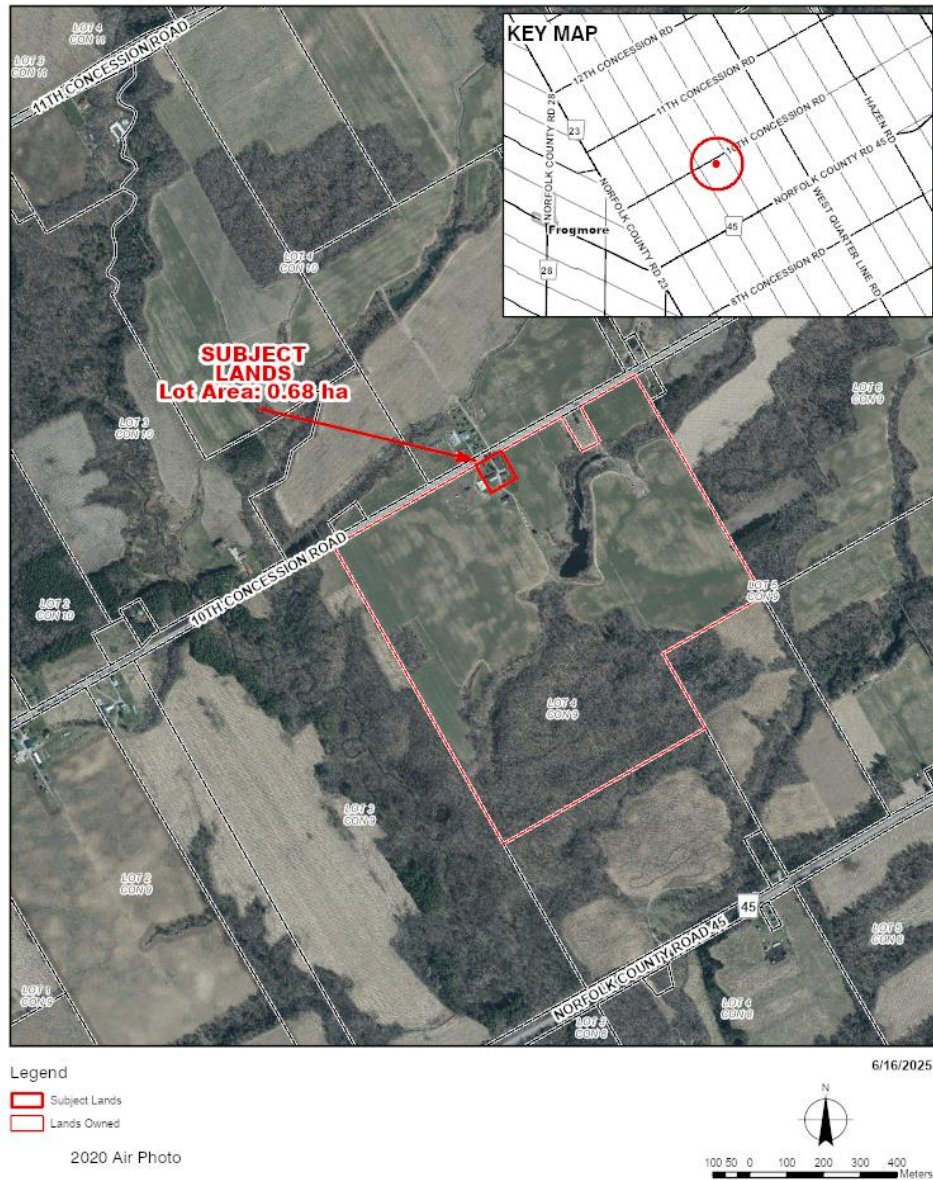 KEY MAP
12TH CONCESSION RD
11TH CONCESSION RD
10TH CONCESSION RD
HAZEN RD
NORFOLK COUNTY RD 28
23
NORFOLK COUNTY RD 45
WEST QUARTER LINE RD
NORFOLK COUNTY RD 23
Frogmore
45
28
8TH CONCESSION RD
LOT 4
CON 11
LOT 3
CON 11
11TH CONCESSION ROAD
LOT 4
CON 10
SUBJECT
LANDS
Lot Area: 0.68 ha
LOT 3
CON 10
LOT 6
CON 9
10TH CONCESSION ROAD
LOT 5
CON 9
LOT 2
CON 10
LOT 4
CON 9
LOT 3
CON 9
LOT 2
CON 9
45
NORFOLK COUNTY ROAD 45
LOT 5
CON 8
LOT 1
CON 9
LOT 4
CON 8
LOT 3
CON 8
6/16/2025
Legend
Subject Lands
Lands Owned
2020 Air Photo
N
100 50 0 100 200 300 400
Meters